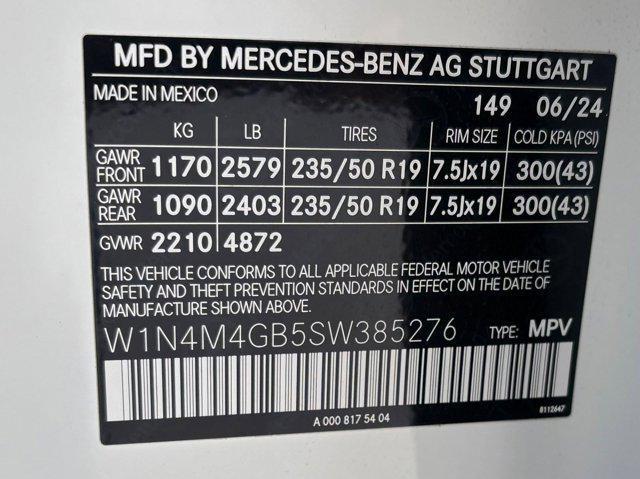 MFD BY MERCEDES-BENZ AG STUTTGART
MADE IN MEXICO 149 06/24
KG LB TIRES RIM SIZE COLD KPA (PSI)
GAWR FRONT 1170 2579 235/50 R19 7.5Jx19 300(43)
GAWR REAR 1090 2403 235/50 R19 7.5Jx19 300(43)
GVWR 2210 4872
THIS VEHICLE CONFORMS TO ALL APPLICABLE FEDERAL MOTOR VEHICLE
SAFETY AND THEFT PREVENTION STANDARDS IN EFFECT ON THE DATE OF
MANUFACTURE SHOWN ABOVE.
W1N4M4GB5SW385276 TYPE: MPV
A 000 817 54 04 8112647